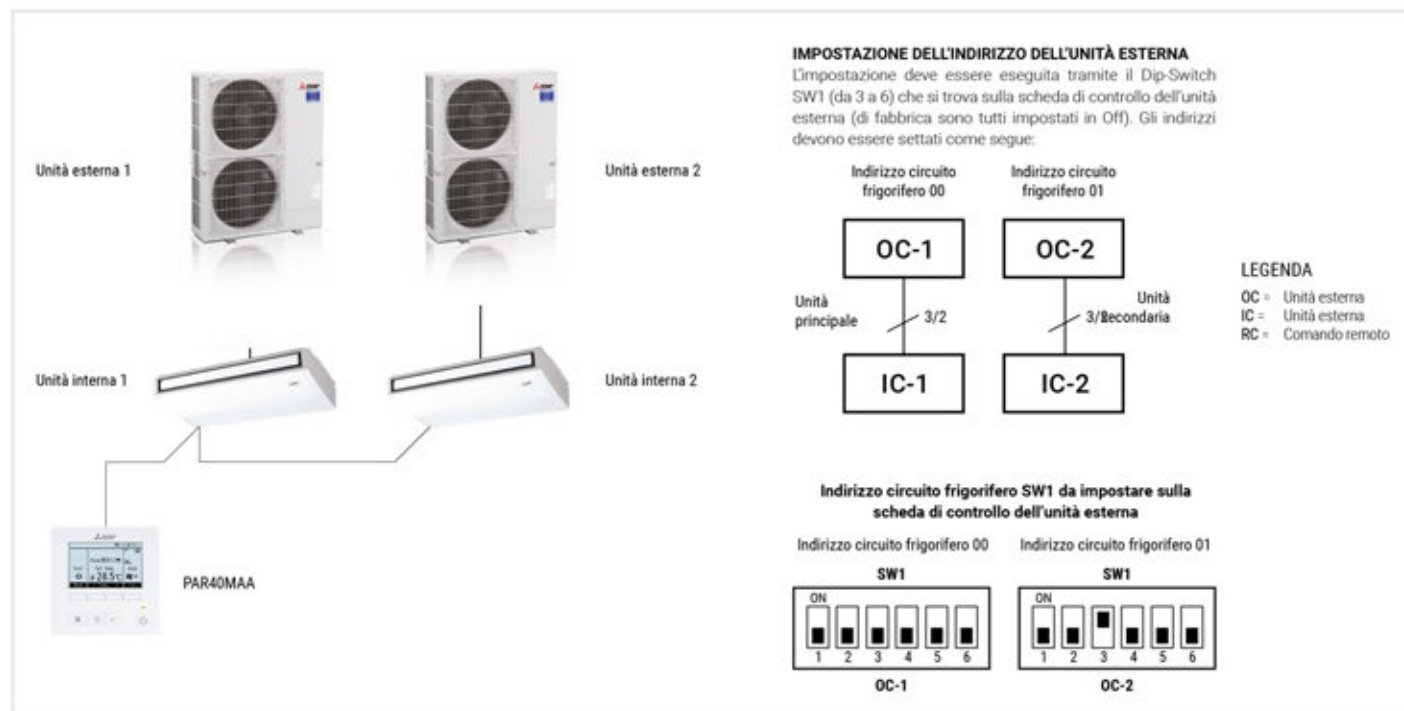 Unità esterna 1
Unità esterna 2
Unità interna 1
Unità interna 2
PAR40MAA
28.5
IMPOSTAZIONE DELL'INDIRIZZO DELL'UNITÀ ESTERNA
L'impostazione deve essere eseguita tramite il Dip-Switch
SW1 (da 3 a 6) che si trova sulla scheda di controllo dell'unità
esterna (di fabbrica sono tutti impostati in Off). Gli indirizzi
devono essere settati come segue:
Indirizzo circuito
frigorifero 00
Indirizzo circuito
frigorifero 01
OC-1
OC-2
Unità
principale
3/2
Unità
secondaria
IC-1
IC-2
LEGENDA
OC = Unità esterna
IC = Unità esterna
RC = Comando remoto
Indirizzo circuito frigorifero SW1 da impostare sulla
scheda di controllo dell'unità esterna
Indirizzo circuito frigorifero 00
SW1
ON
1 2 3 4 5 6
OC-1
Indirizzo circuito frigorifero 01
SW1
ON
1 2 3 4 5 6
OC-2